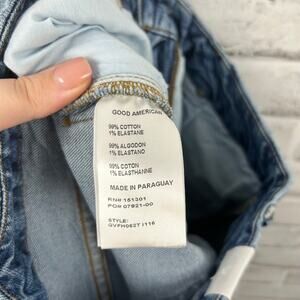 GOOD AMERICAN
99% COTTON
1% ELASTANE
99% ALGODON
1% ELASTANO
99% COTON
1% ELASTHANNE
MADE IN PARAGUAY
RN# 151301
PO# 07921-00
STYLE:
GVFH062T I116